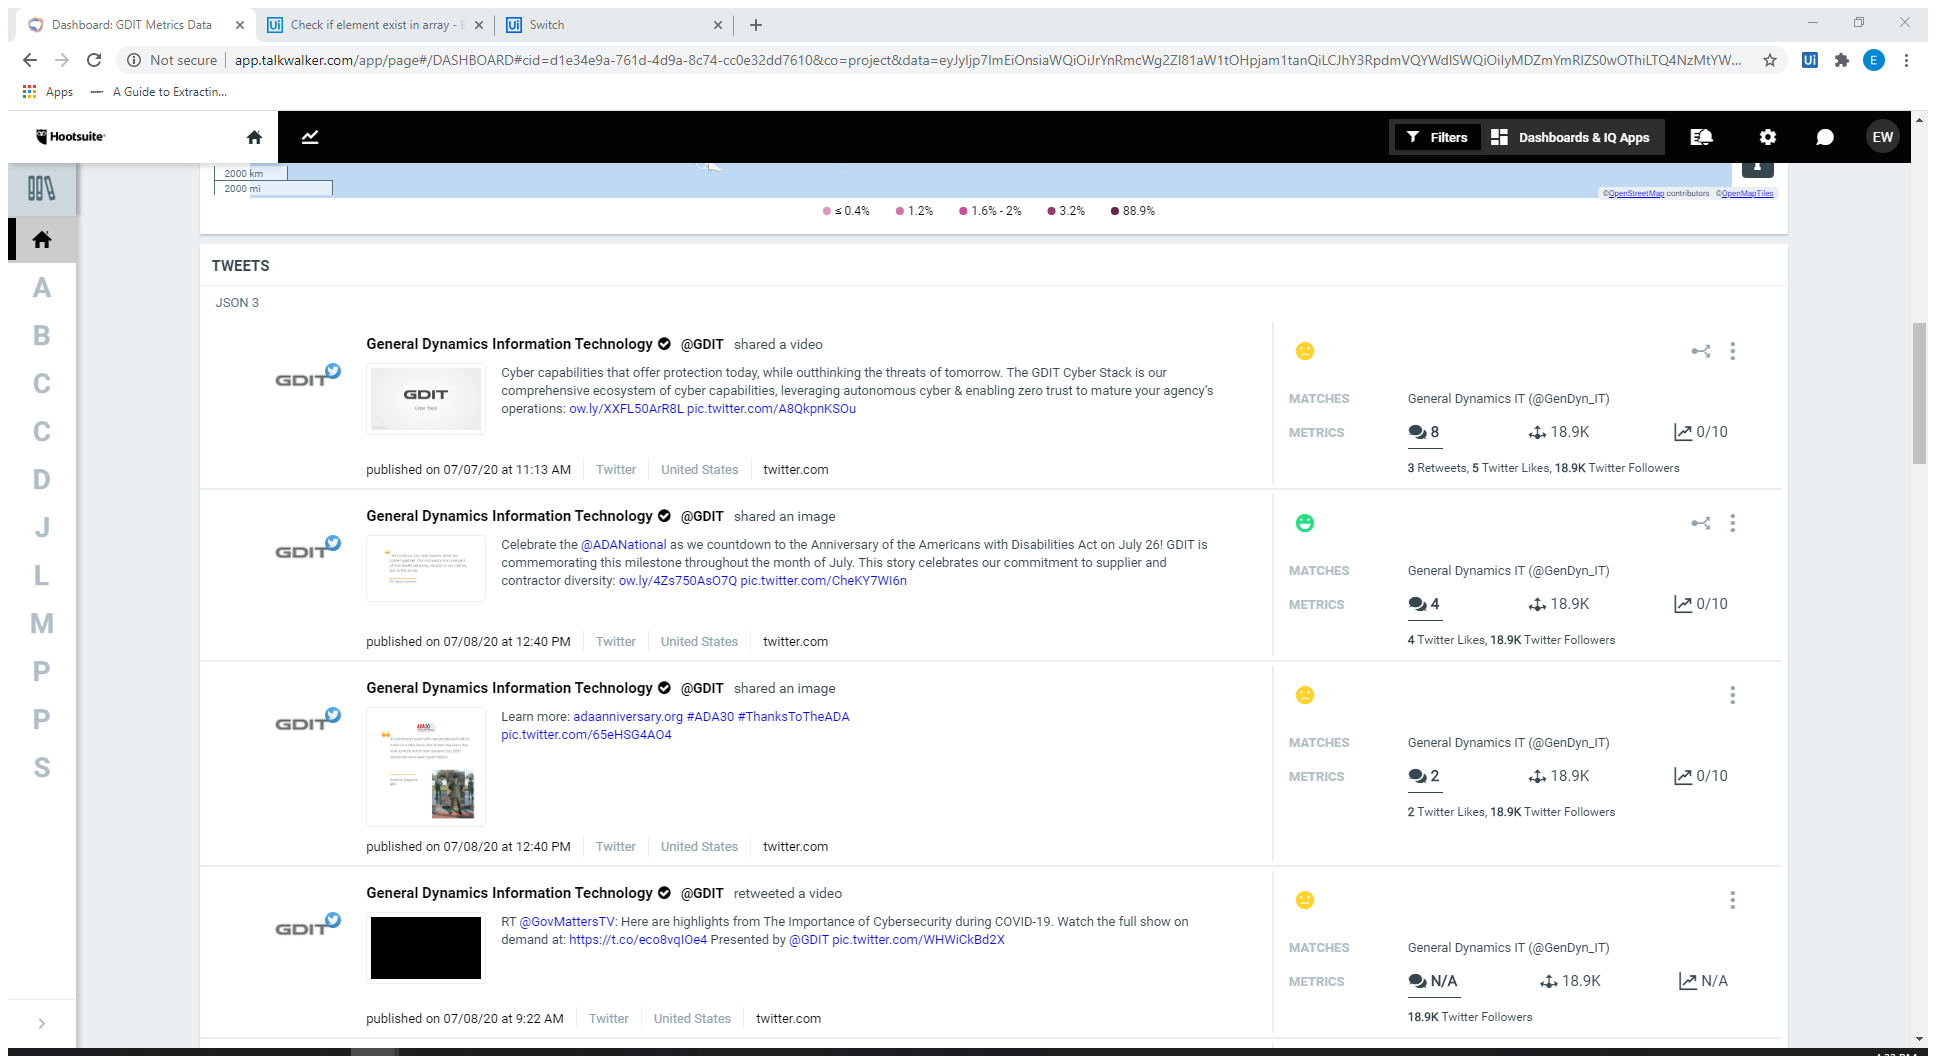 Dashboard: GDIT Metrics Data
Check if element exist in array -
Switch
Not secure
app.talkwalker.com/app/page#/DASHBOARD#cid=d1e34e9a-761d-4d9a-8c74-cc0e32dd7610&co=project&data=eyJyIjp7ImEiOnsiaWQiOiJrYnRmcWg2Zl81aW1tOHpjam1tanQiLCJhY3RpdmVQYWdlSWQiOiIyMDZmYmRlZS0wOThiLTQ4NzMtYW...
Ui
E
Apps
A Guide to Extractin...
Hootsuite
Filters
Dashboards & IQ Apps
EW
2000 km
2000 mi
©OpenStreetMap contributors ©OpenMapTiles
≤ 0.4%
1.2%
1.6% - 2%
3.2%
88.9%
A
B
C
C
D
J
L
M
P
P
S
TWEETS
JSON 3
General Dynamics Information Technology @GDIT shared a video
GDIT
GDIT
Cyber Stack
Cyber capabilities that offer protection today, while outthinking the threats of tomorrow. The GDIT Cyber Stack is our
comprehensive ecosystem of cyber capabilities, leveraging autonomous cyber & enabling zero trust to mature your agency's
operations: ow.ly/XXFL50ArR8L pic.twitter.com/A8QkpnKSOu
published on 07/07/20 at 11:13 AM Twitter United States twitter.com
MATCHES General Dynamics IT (@GenDyn_IT)
METRICS 8 18.9K 0/10
3 Retweets, 5 Twitter Likes, 18.9K Twitter Followers
General Dynamics Information Technology @GDIT shared an image
GDIT
Celebrate the @ADANational as we countdown to the Anniversary of the Americans with Disabilities Act on July 26! GDIT is
commemorating this milestone throughout the month of July. This story celebrates our commitment to supplier and
contractor diversity: ow.ly/4Zs750AsO7Q pic.twitter.com/CheKY7WI6n
published on 07/08/20 at 12:40 PM Twitter United States twitter.com
MATCHES General Dynamics IT (@GenDyn_IT)
METRICS 4 18.9K 0/10
4 Twitter Likes, 18.9K Twitter Followers
General Dynamics Information Technology @GDIT shared an image
GDIT
Learn more: adaanniversary.org #ADA30 #ThanksToTheADA
pic.twitter.com/65eHSG4AO4
published on 07/08/20 at 12:40 PM Twitter United States twitter.com
MATCHES General Dynamics IT (@GenDyn_IT)
METRICS 2 18.9K 0/10
2 Twitter Likes, 18.9K Twitter Followers
General Dynamics Information Technology @GDIT retweeted a video
GDIT
RT @GovMattersTV: Here are highlights from The Importance of Cybersecurity during COVID-19. Watch the full show on
demand at: https://t.co/eco8vqIOe4 Presented by @GDIT pic.twitter.com/WHWiCkBd2X
published on 07/08/20 at 9:22 AM Twitter United States twitter.com
MATCHES General Dynamics IT (@GenDyn_IT)
METRICS N/A 18.9K N/A
18.9K Twitter Followers